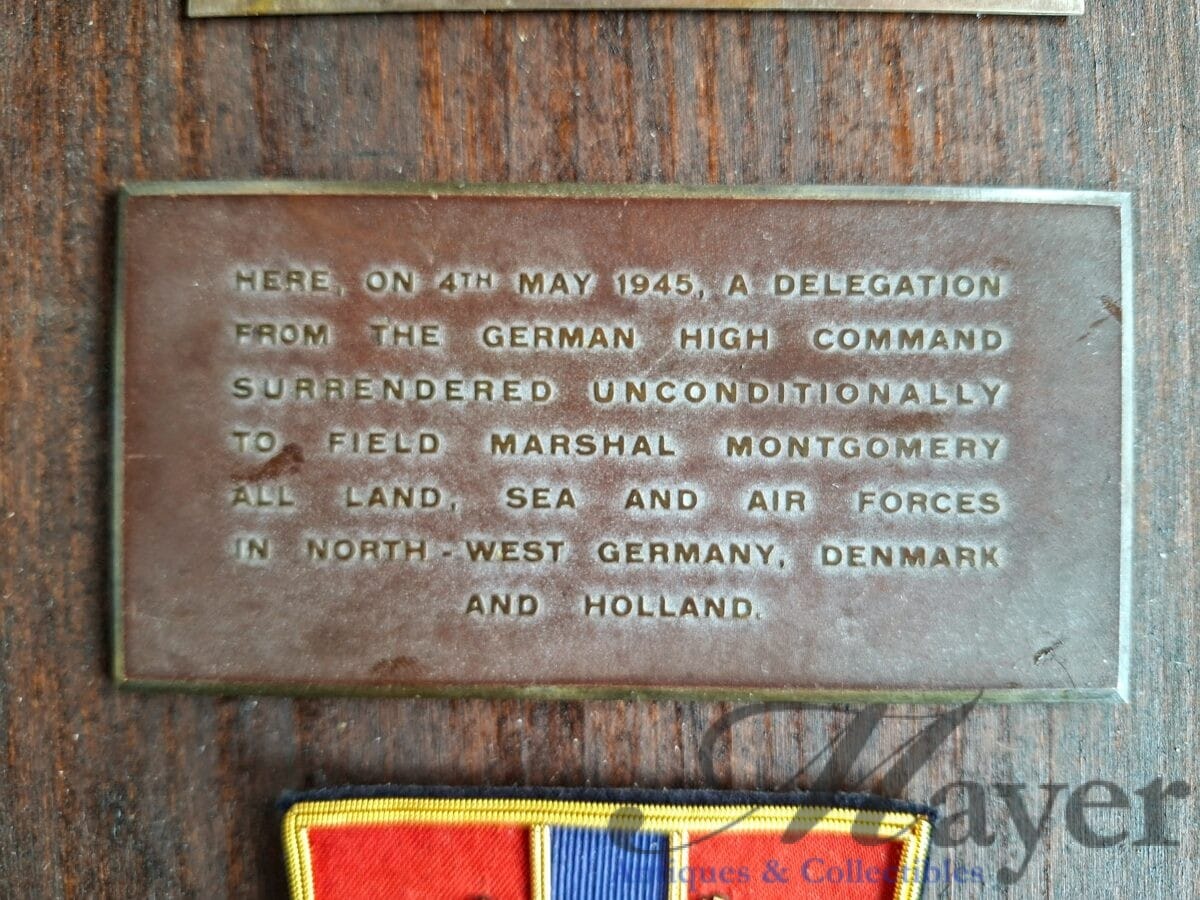 HERE, ON 4TH MAY 1945, A DELEGATION
FROM THE GERMAN HIGH COMMAND
SURRENDERED UNCONDITIONALLY
TO FIELD MARSHAL MONTGOMERY
ALL LAND, SEA AND AIR FORCES
IN NORTH-WEST GERMANY, DENMARK
AND HOLLAND.
Mayer
Antiques & Collectibles